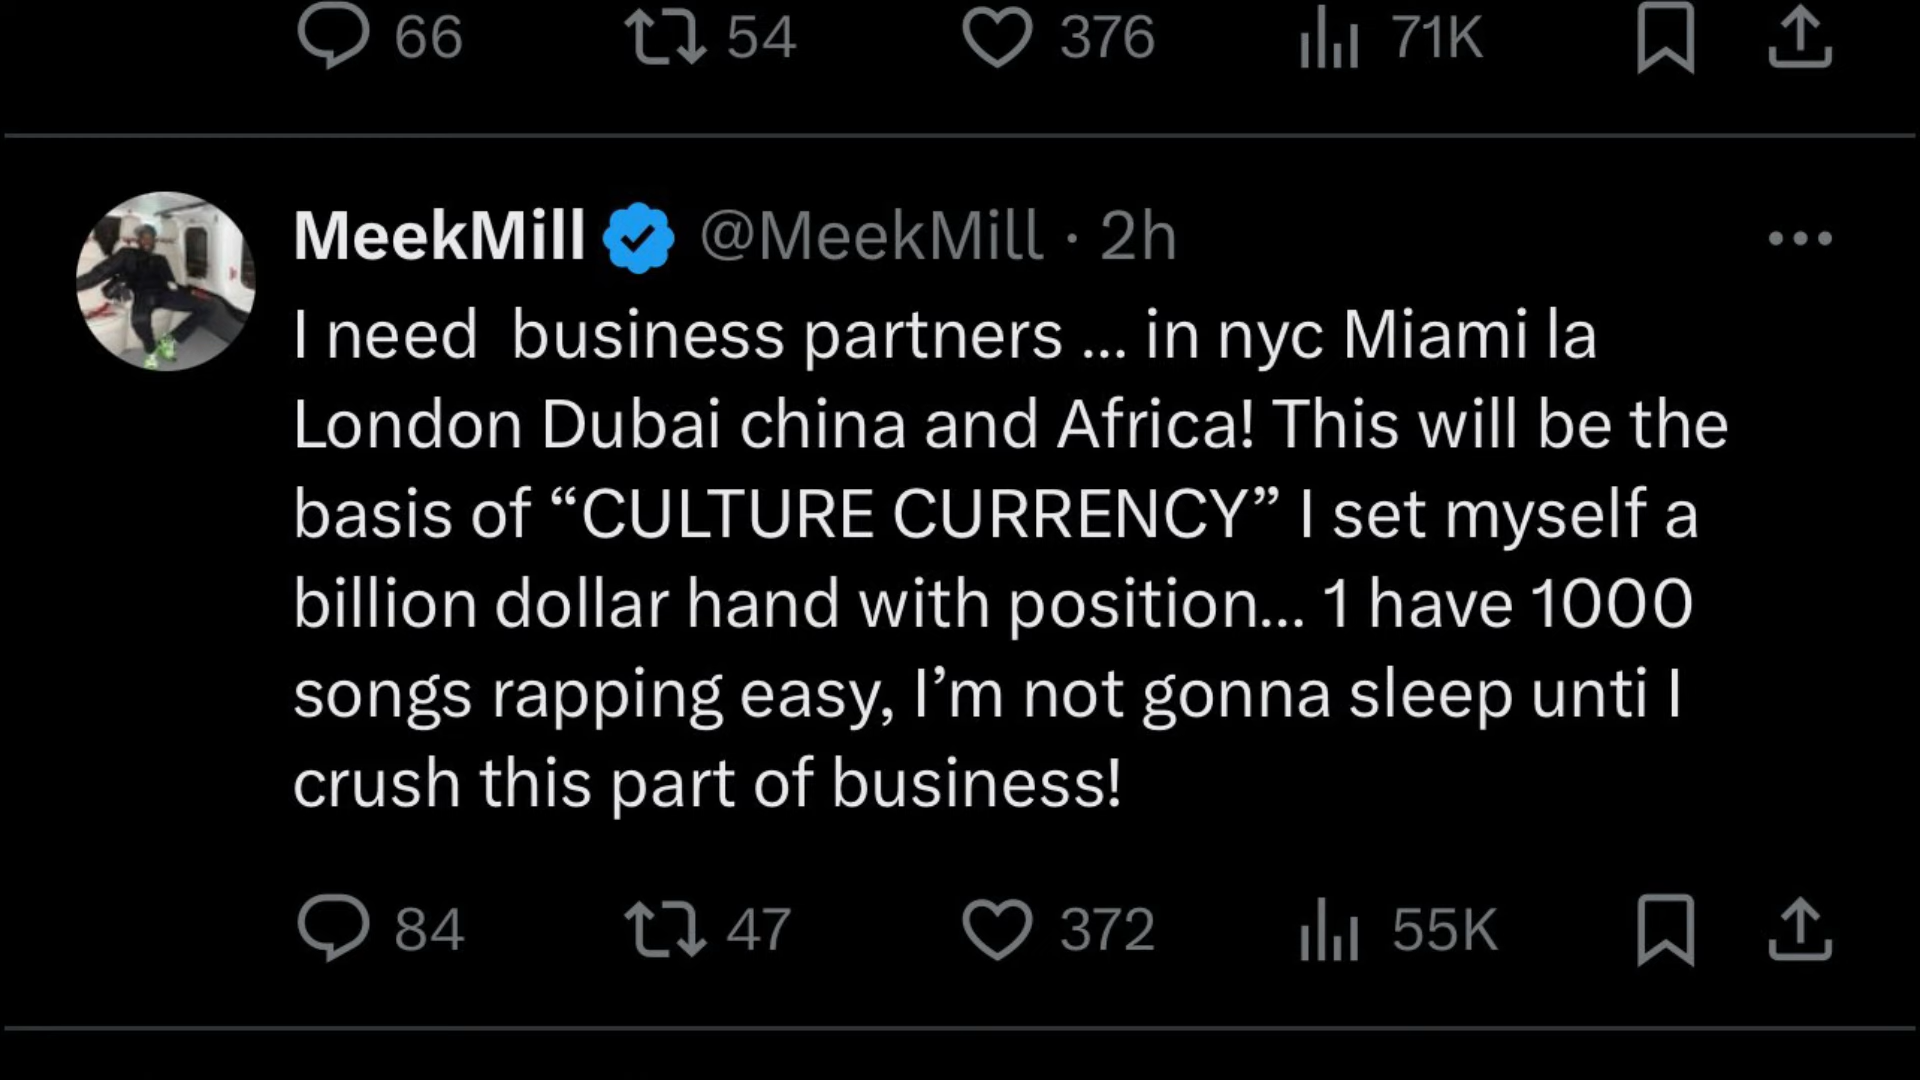 66 54 376 71K
MeekMill @MeekMill · 2h
I need  business partners ... in nyc Miami la
London Dubai china and Africa! This will be the
basis of “CULTURE CURRENCY” I set myself a
billion dollar hand with position... 1 have 1000
songs rapping easy, I’m not gonna sleep unti I
crush this part of business!
84 47 372 55K